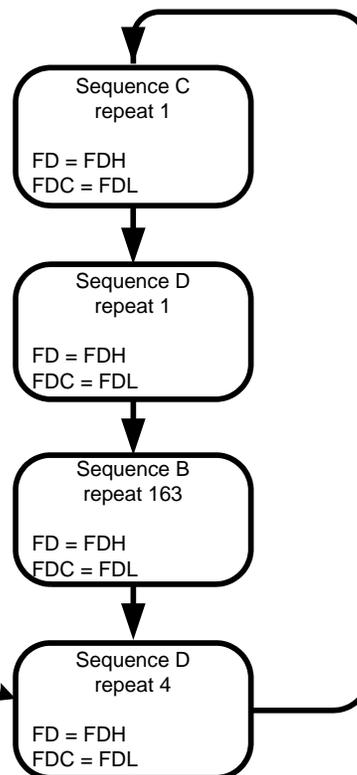 Sequence C
repeat 1
FD = FDH
FDC = FDL
Sequence D
repeat 1
FD = FDH
FDC = FDL
Sequence B
repeat 163
FD = FDH
FDC = FDL
Sequence D
repeat 4
FD = FDH
FDC = FDL